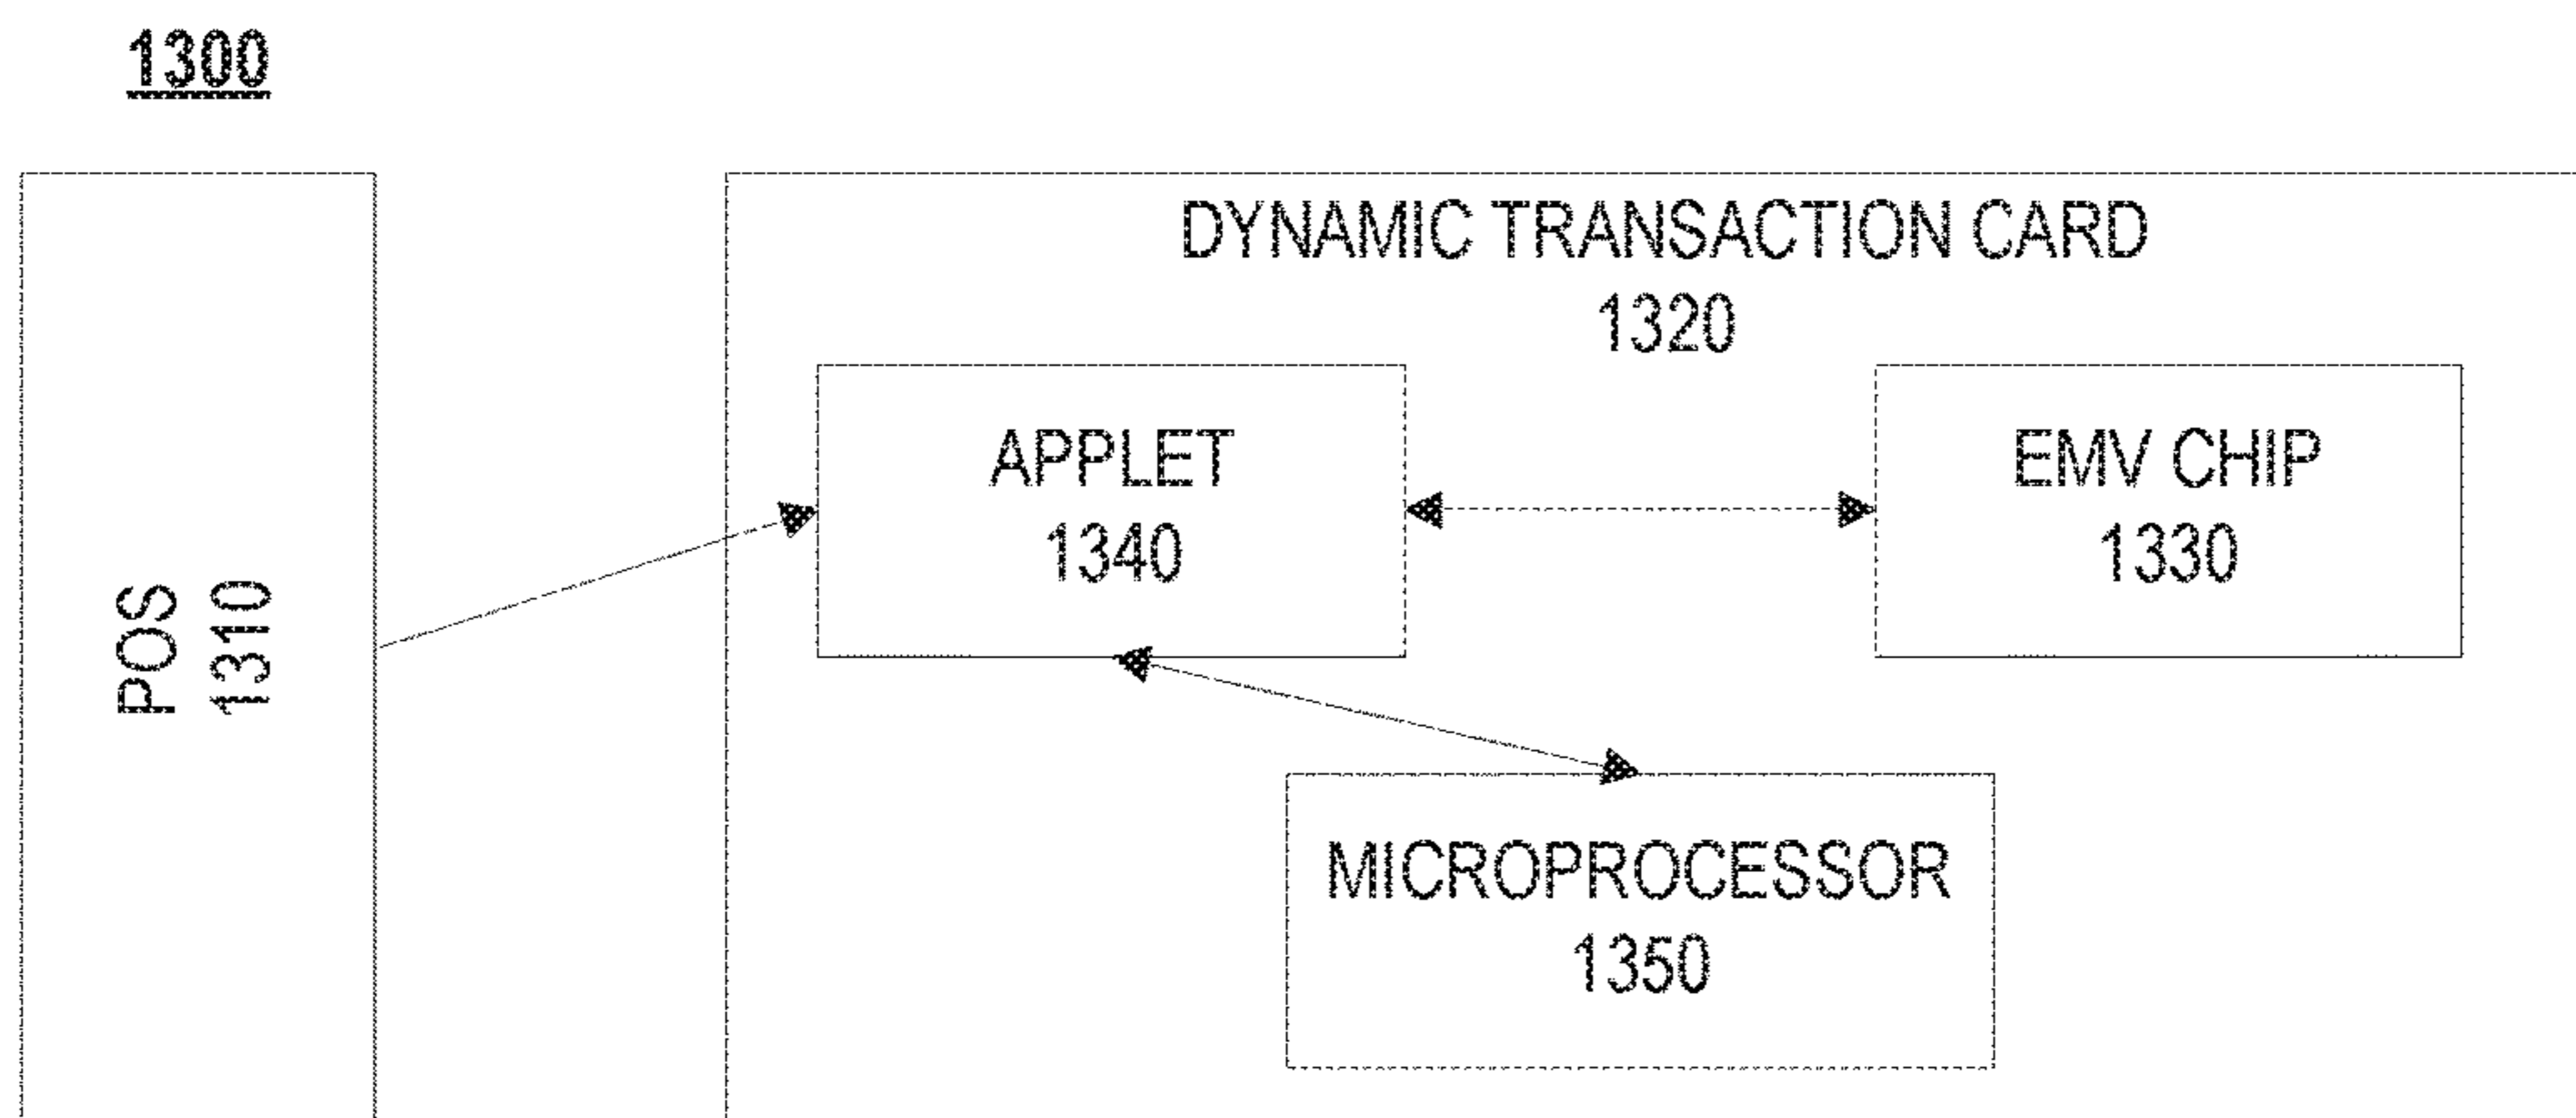 1300
DYNAMIC TRANSACTION CARD
1320
APPLET
1340
EMV CHIP
1330
POS
1310
MICROPROCESSOR
1350